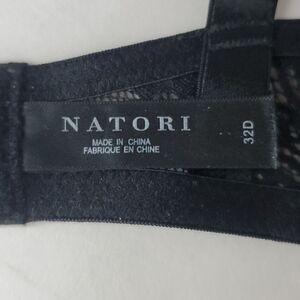 NATORI
MADE IN CHINA
FABRIQUE EN CHINE
32D